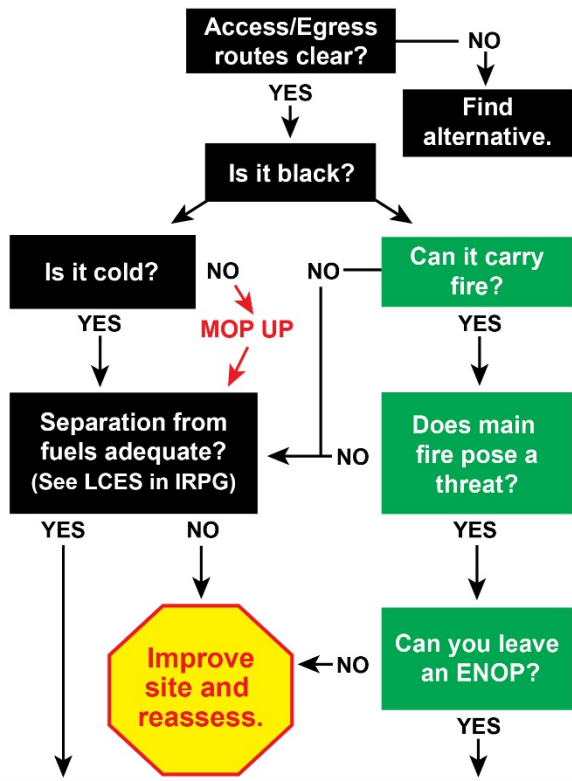 Access/Egress
routes clear?
NO
YES
Find
alternative.
Is it black?
Is it cold?
NO
NO
Can it carry
fire?
YES
MOP UP
YES
Separation from
fuels adequate?
(See LCES in IRPG)
NO
Does main
fire pose a
threat?
YES
NO
YES
Improve
site and
reassess.
NO
Can you leave
an ENOP?
YES